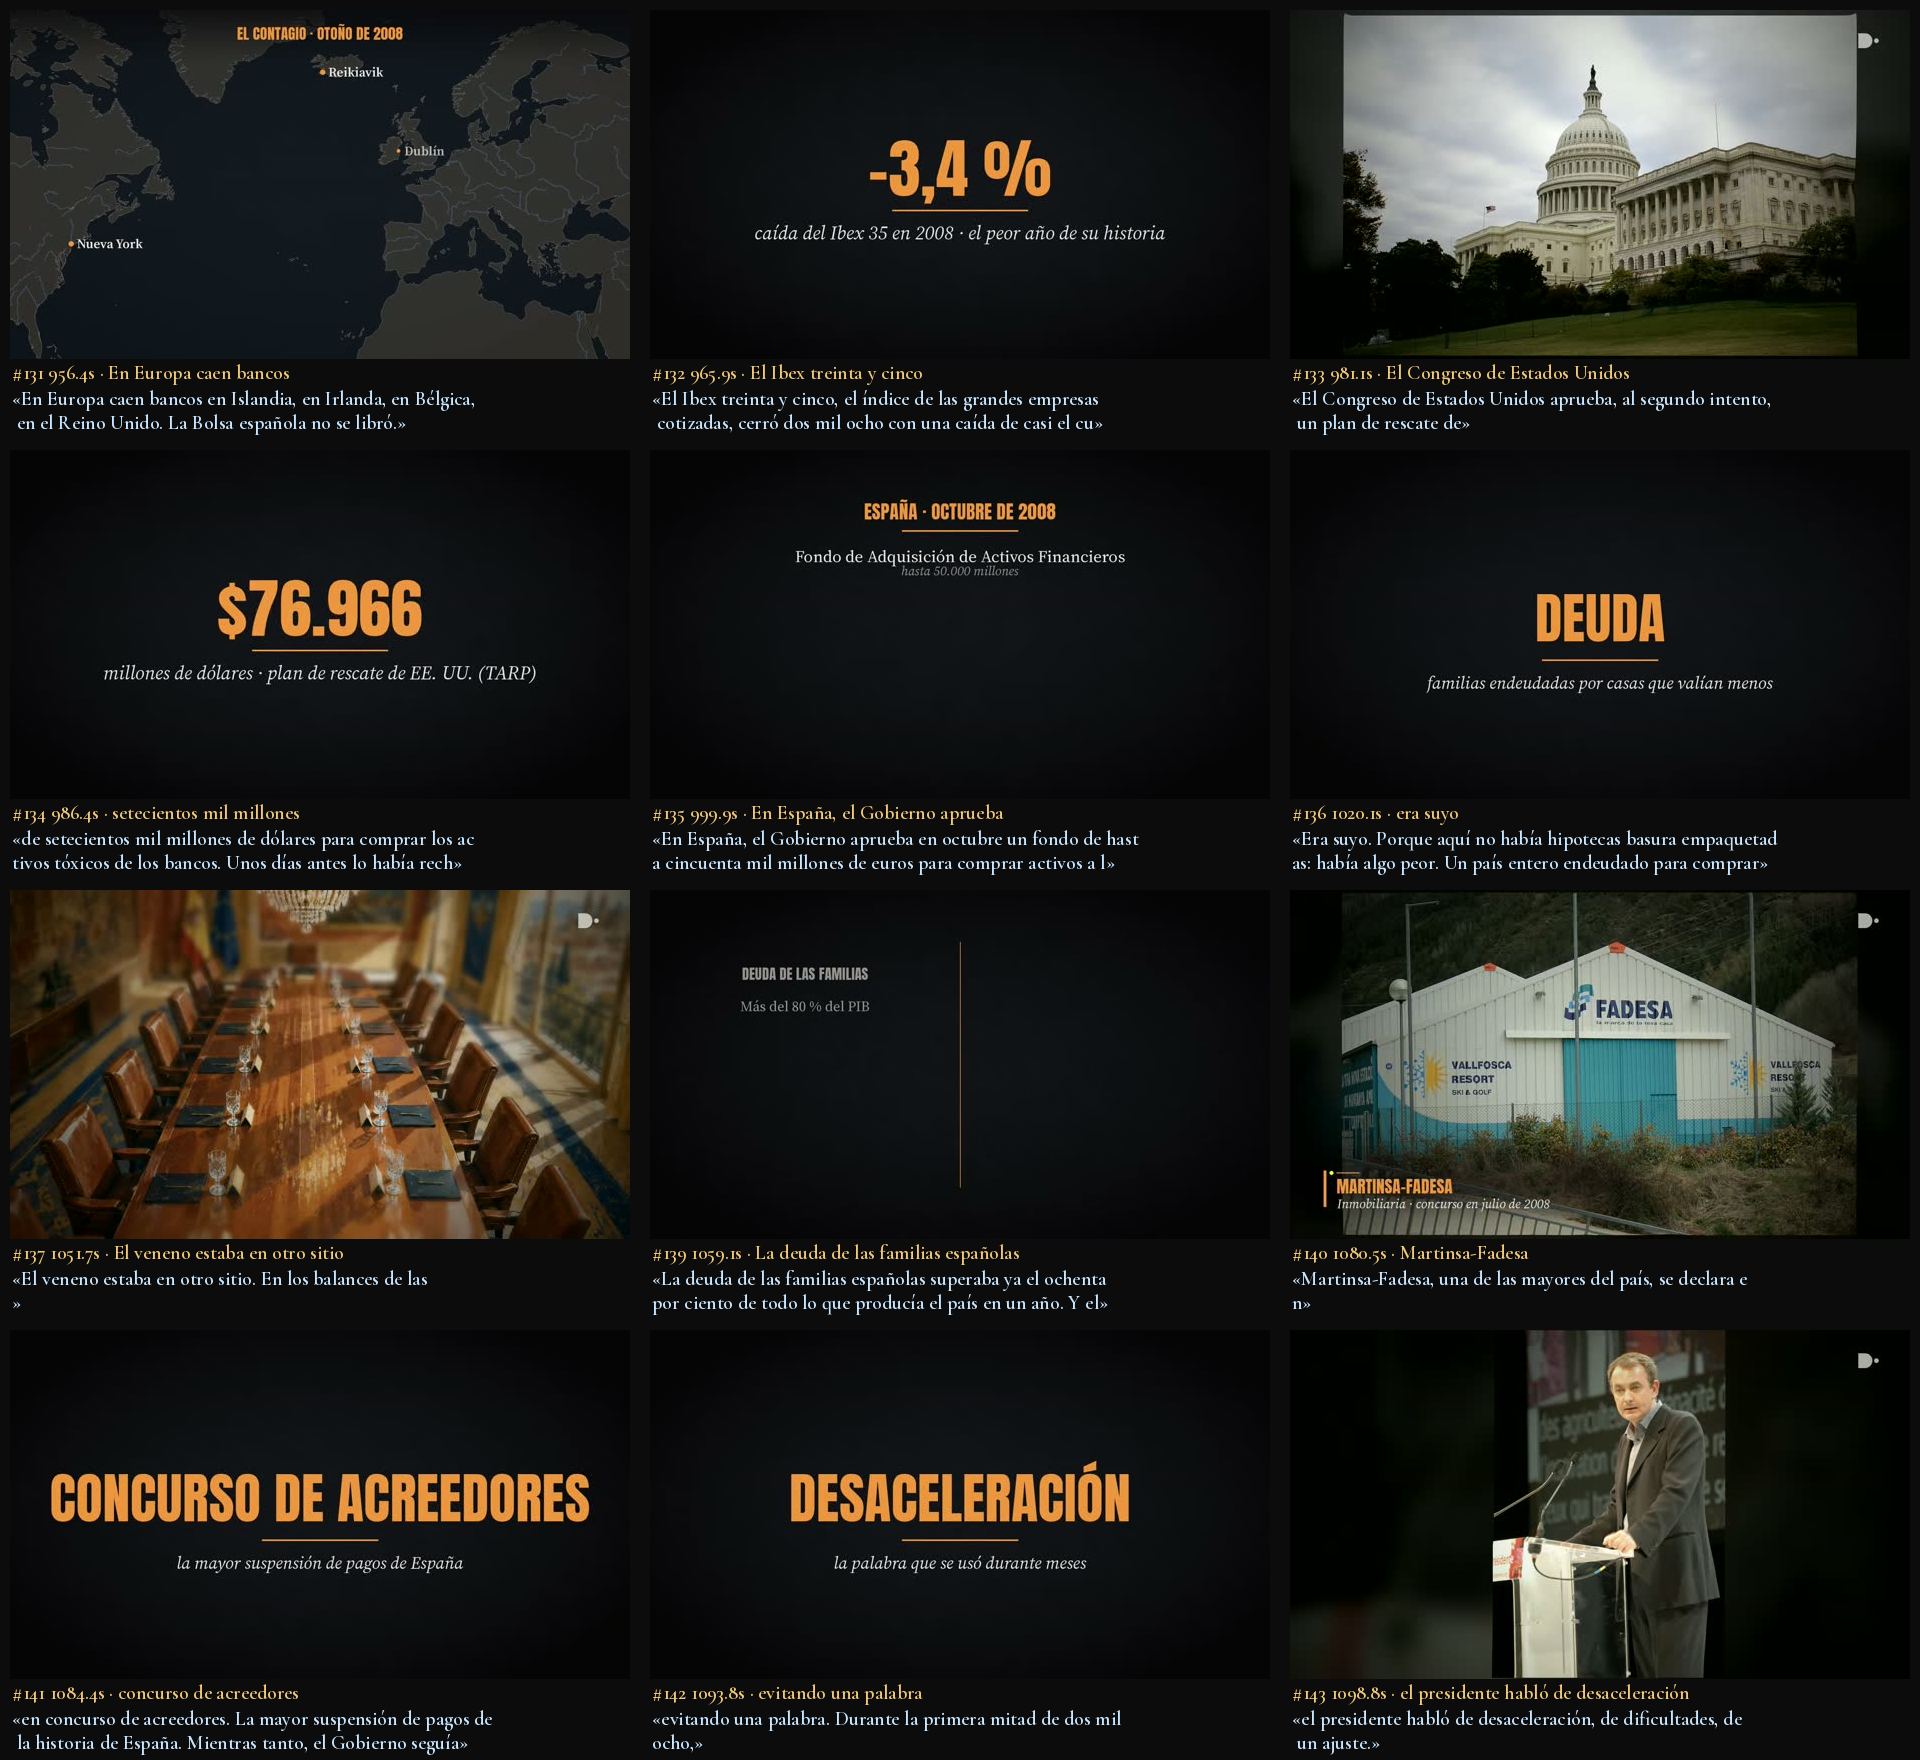 EL CONTAGIO · OTOÑO DE 2008
Reikiavik
Dublín
Nueva York
#131 956.4s · En Europa caen bancos
«En Europa caen bancos en Islandia, en Irlanda, en Bélgica,
en el Reino Unido. La Bolsa española no se libró.»
-3,4 %
caída del Ibex 35 en 2008 · el peor año de su historia
#132 965.9s · El Ibex treinta y cinco
«El Ibex treinta y cinco, el índice de las grandes empresas
cotizadas, cerró dos mil ocho con una caída de casi el cu»
#133 981.1s · El Congreso de Estados Unidos
«El Congreso de Estados Unidos aprueba, al segundo intento,
un plan de rescate de»
$76.966
millones de dólares · plan de rescate de EE. UU. (TARP)
#134 986.4s · setecientos mil millones
«de setecientos mil millones de dólares para comprar los ac
tivos tóxicos de los bancos. Unos días antes lo había rech»
ESPAÑA · OCTUBRE DE 2008
Fondo de Adquisición de Activos Financieros
hasta 50.000 millones
#135 999.9s · En España, el Gobierno aprueba
«En España, el Gobierno aprueba en octubre un fondo de hast
a cincuenta mil millones de euros para comprar activos a l»
DEUDA
familias endeudadas por casas que valían menos
#136 1020.1s · era suyo
«Era suyo. Porque aquí no había hipotecas basura empaquetad
as: había algo peor. Un país entero endeudado para comprar»
#137 1051.7s · El veneno estaba en otro sitio
«El veneno estaba en otro sitio. En los balances de las
»
DEUDA DE LAS FAMILIAS
Más del 80 % del PIB
#139 1059.1s · La deuda de las familias españolas
«La deuda de las familias españolas superaba ya el ochenta
por ciento de todo lo que producía el país en un año. Y el»
FADESA
VALLFOSCA
RESORT
SKI & GOLF
VALLFOSCA
MARTINSA-FADESA
Inmobiliaria · concurso en julio de 2008
#140 1080.5s · Martinsa-Fadesa
«Martinsa-Fadesa, una de las mayores del país, se declara e
n»
CONCURSO DE ACREEDORES
la mayor suspensión de pagos de España
#141 1084.4s · concurso de acreedores
«en concurso de acreedores. La mayor suspensión de pagos de
la historia de España. Mientras tanto, el Gobierno seguía»
DESACELERACIÓN
la palabra que se usó durante meses
#142 1093.8s · evitando una palabra
«evitando una palabra. Durante la primera mitad de dos mil
ocho,»
#143 1098.8s · el presidente habló de desaceleración
«el presidente habló de desaceleración, de dificultades, de
un ajuste.»